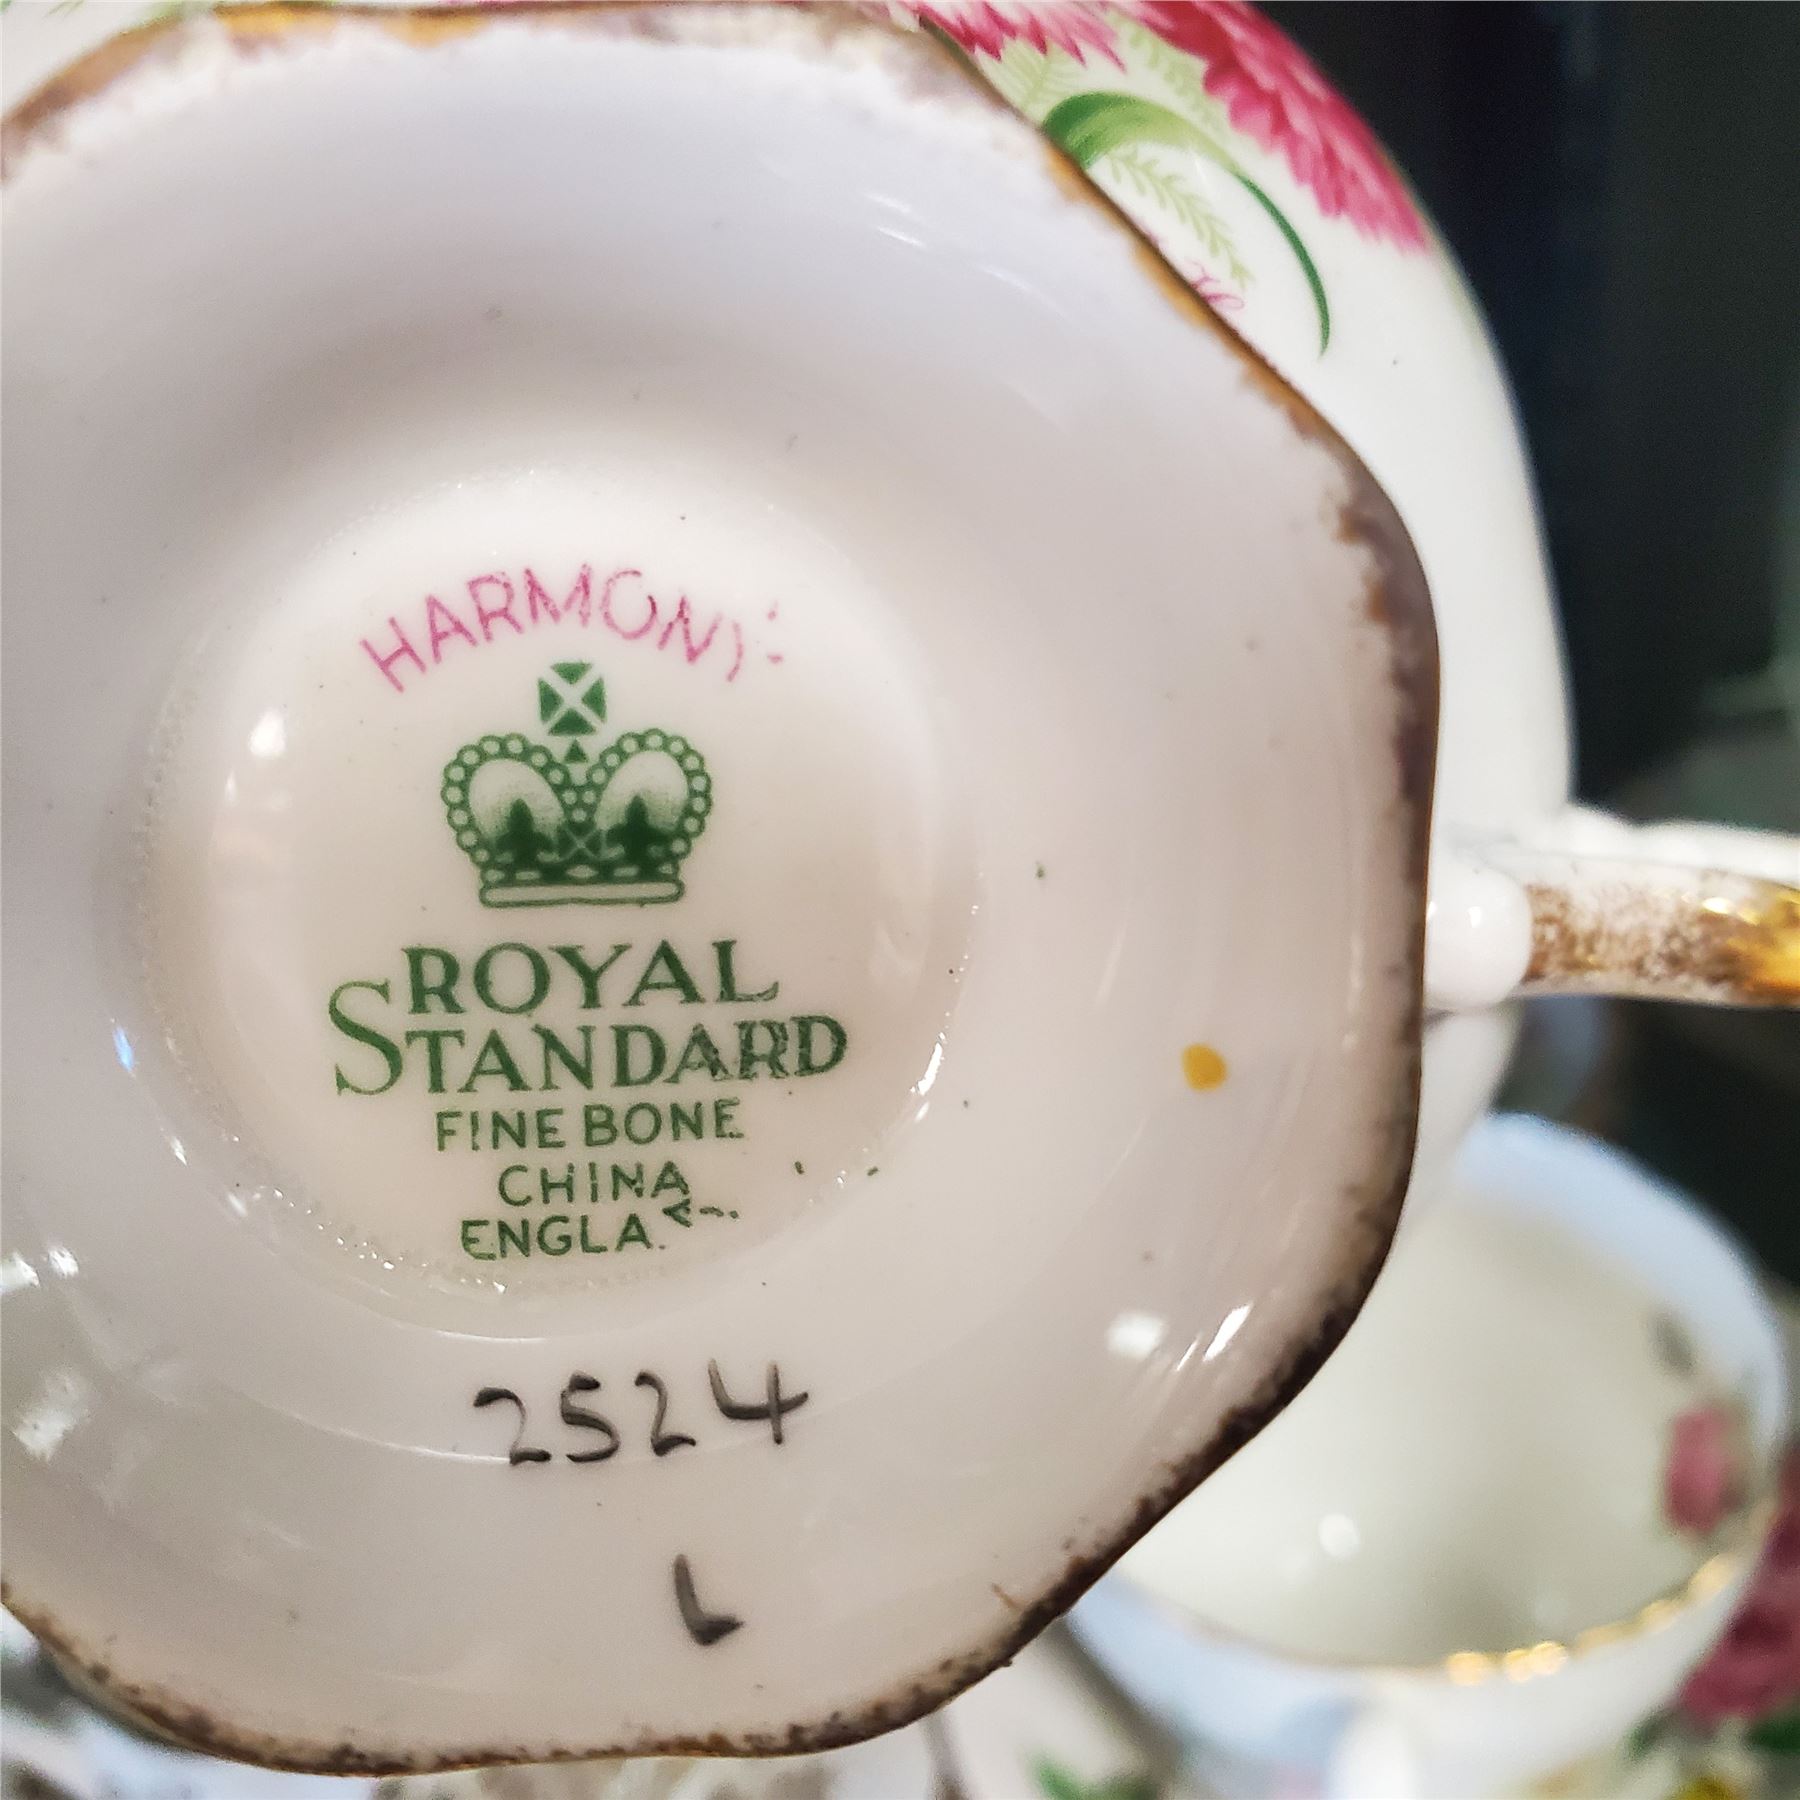 HARMONY
ROYAL
STANDARD
FINE BONE
CHINA
ENGLA
2524
L